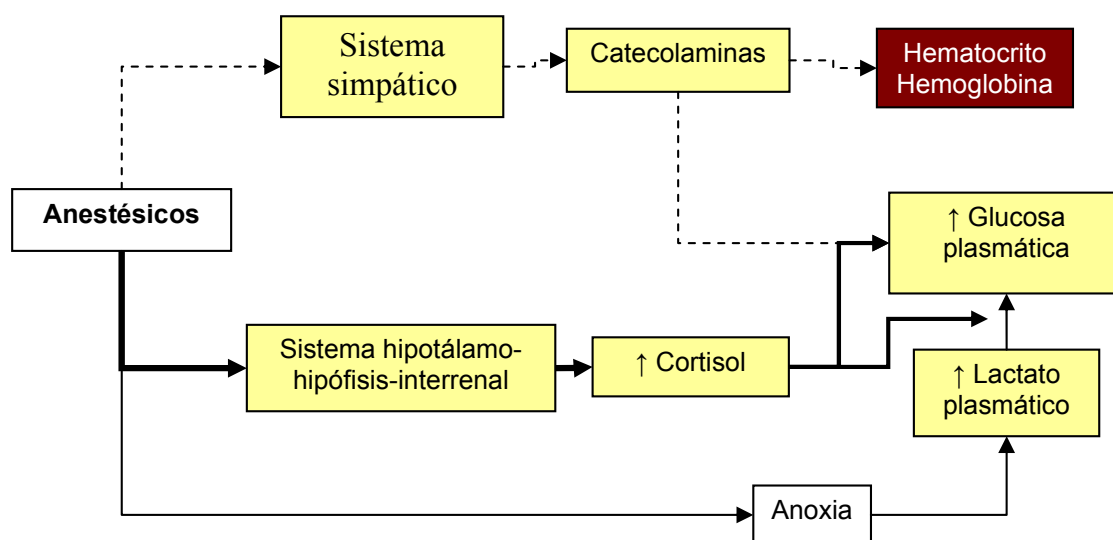 Sistema
simpático
Catecolaminas
Hematocrito
Hemoglobina
Anestésicos
↑ Glucosa
plasmática
Sistema hipotálamo-
hipófisis-interrenal
↑ Cortisol
↑ Lactato
plasmático
Anoxia